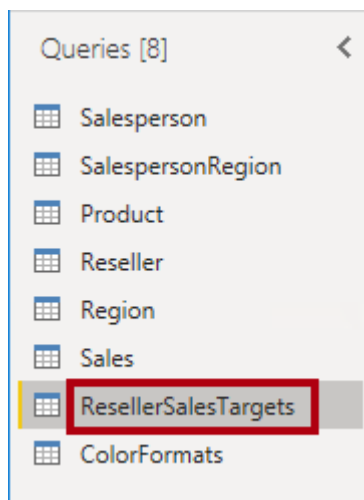 Queries [8]
Salesperson
SalespersonRegion
Product
Reseller
Region
Sales
ResellerSalesTargets
ColorFormats